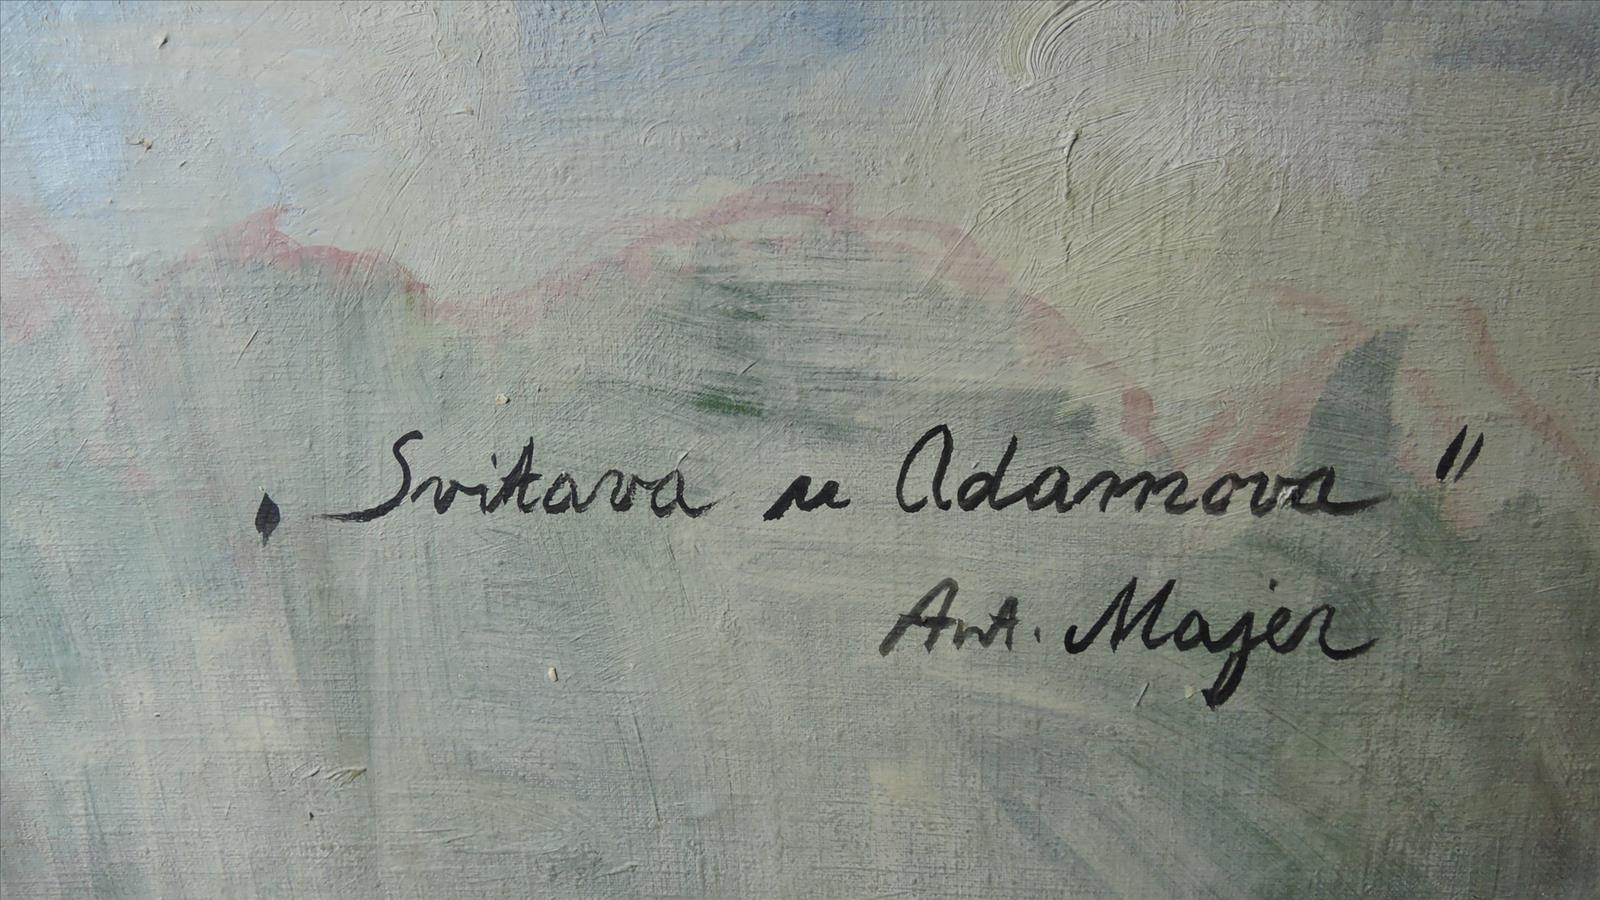 , Svitava u Adamova "
Ant. Majer